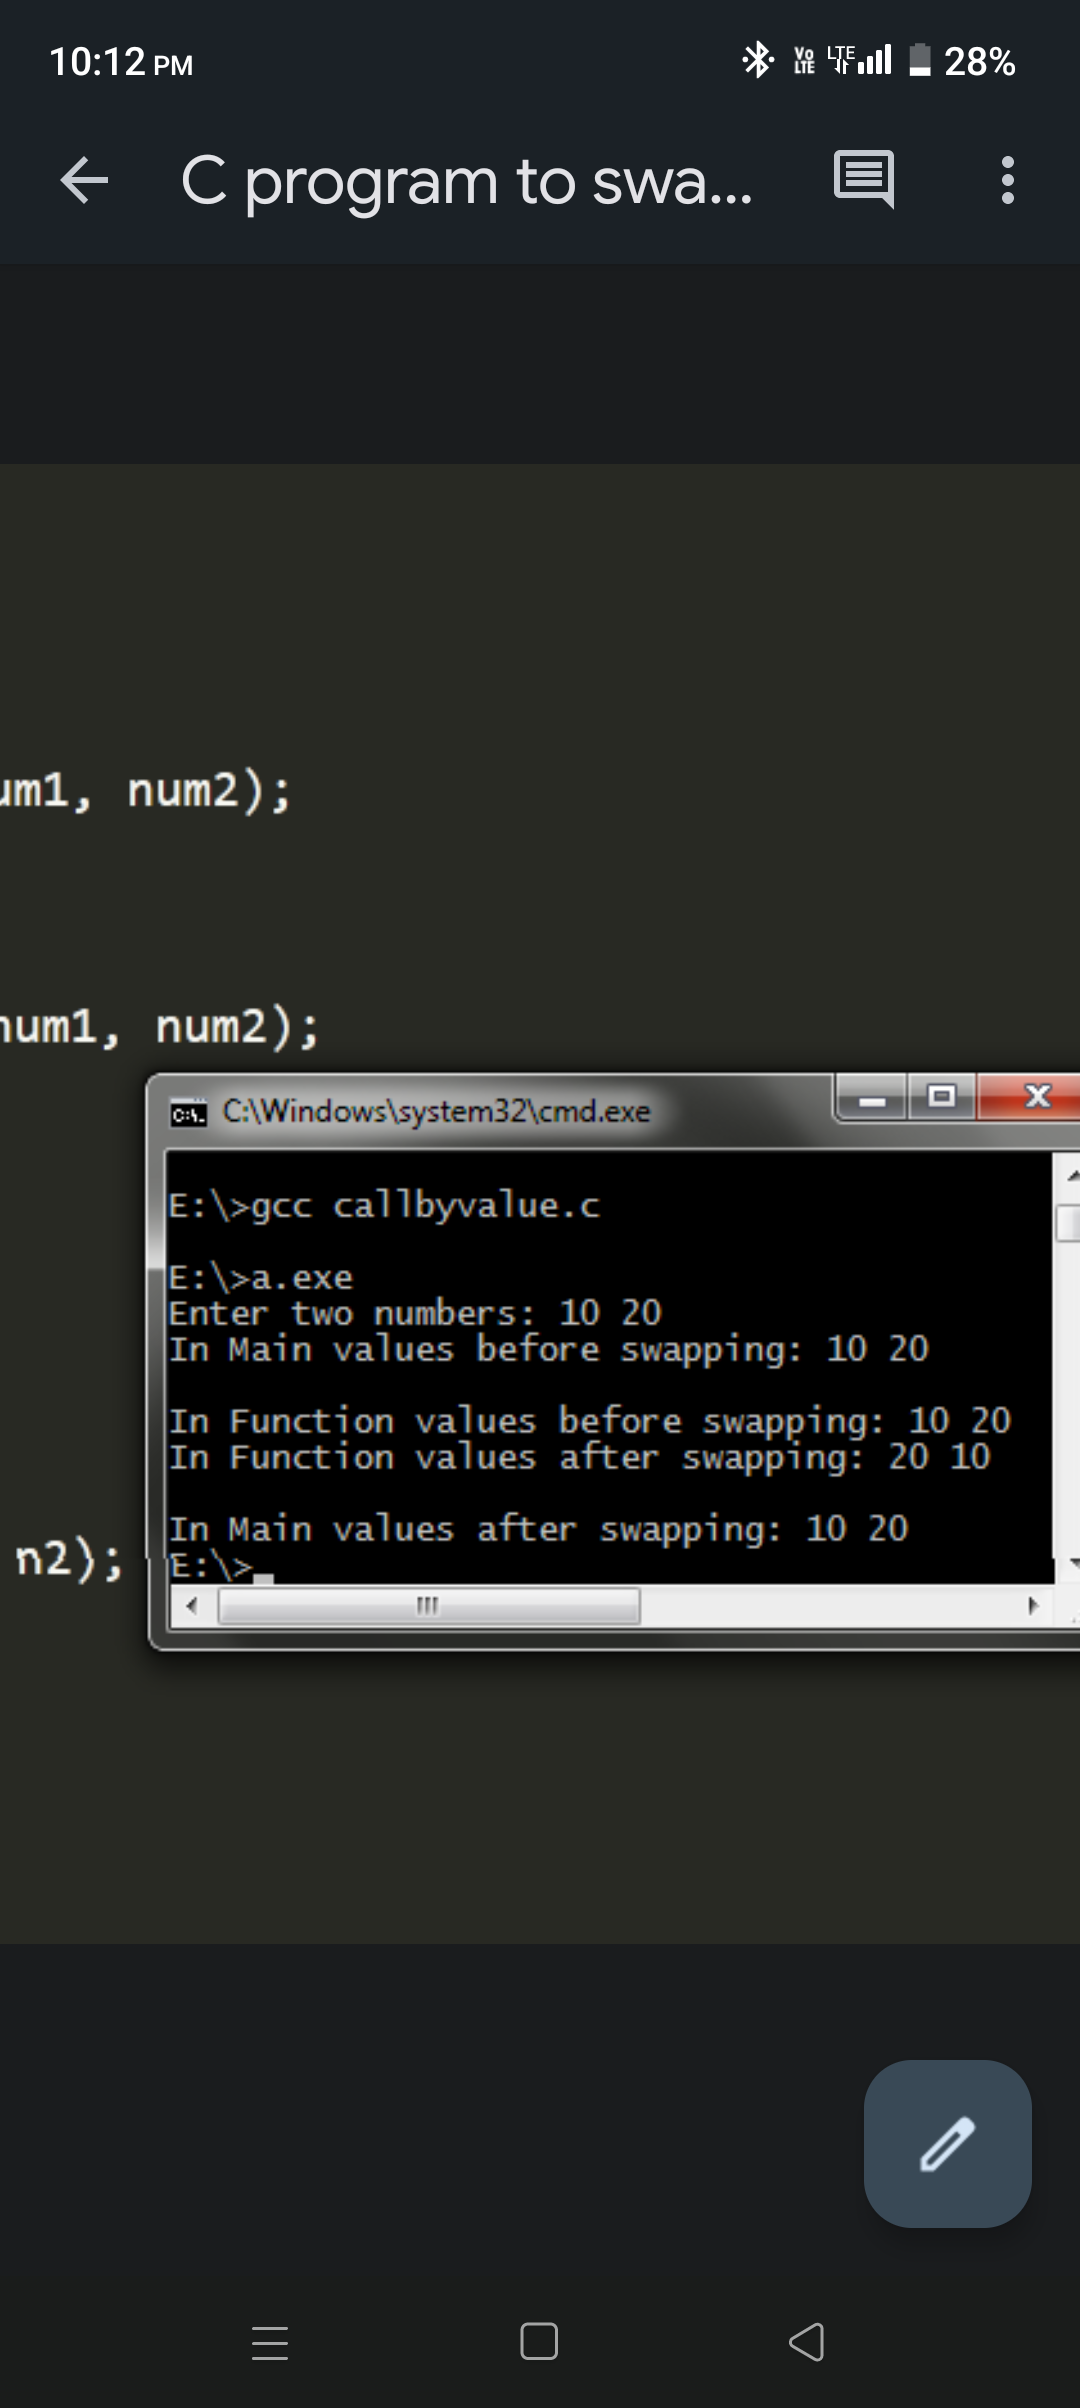 10:12 PM
Vo LTE LTE 28%
C program to swa...
um1, num2);
num1, num2);
C:\Windows\system32\cmd.exe
E:\>gcc callbyvalue.c
E:\>a.exe
Enter two numbers: 10 20
In Main values before swapping: 10 20
In Function values before swapping: 10 20
In Function values after swapping: 20 10
In Main values after swapping: 10 20
n2);
E:\>_